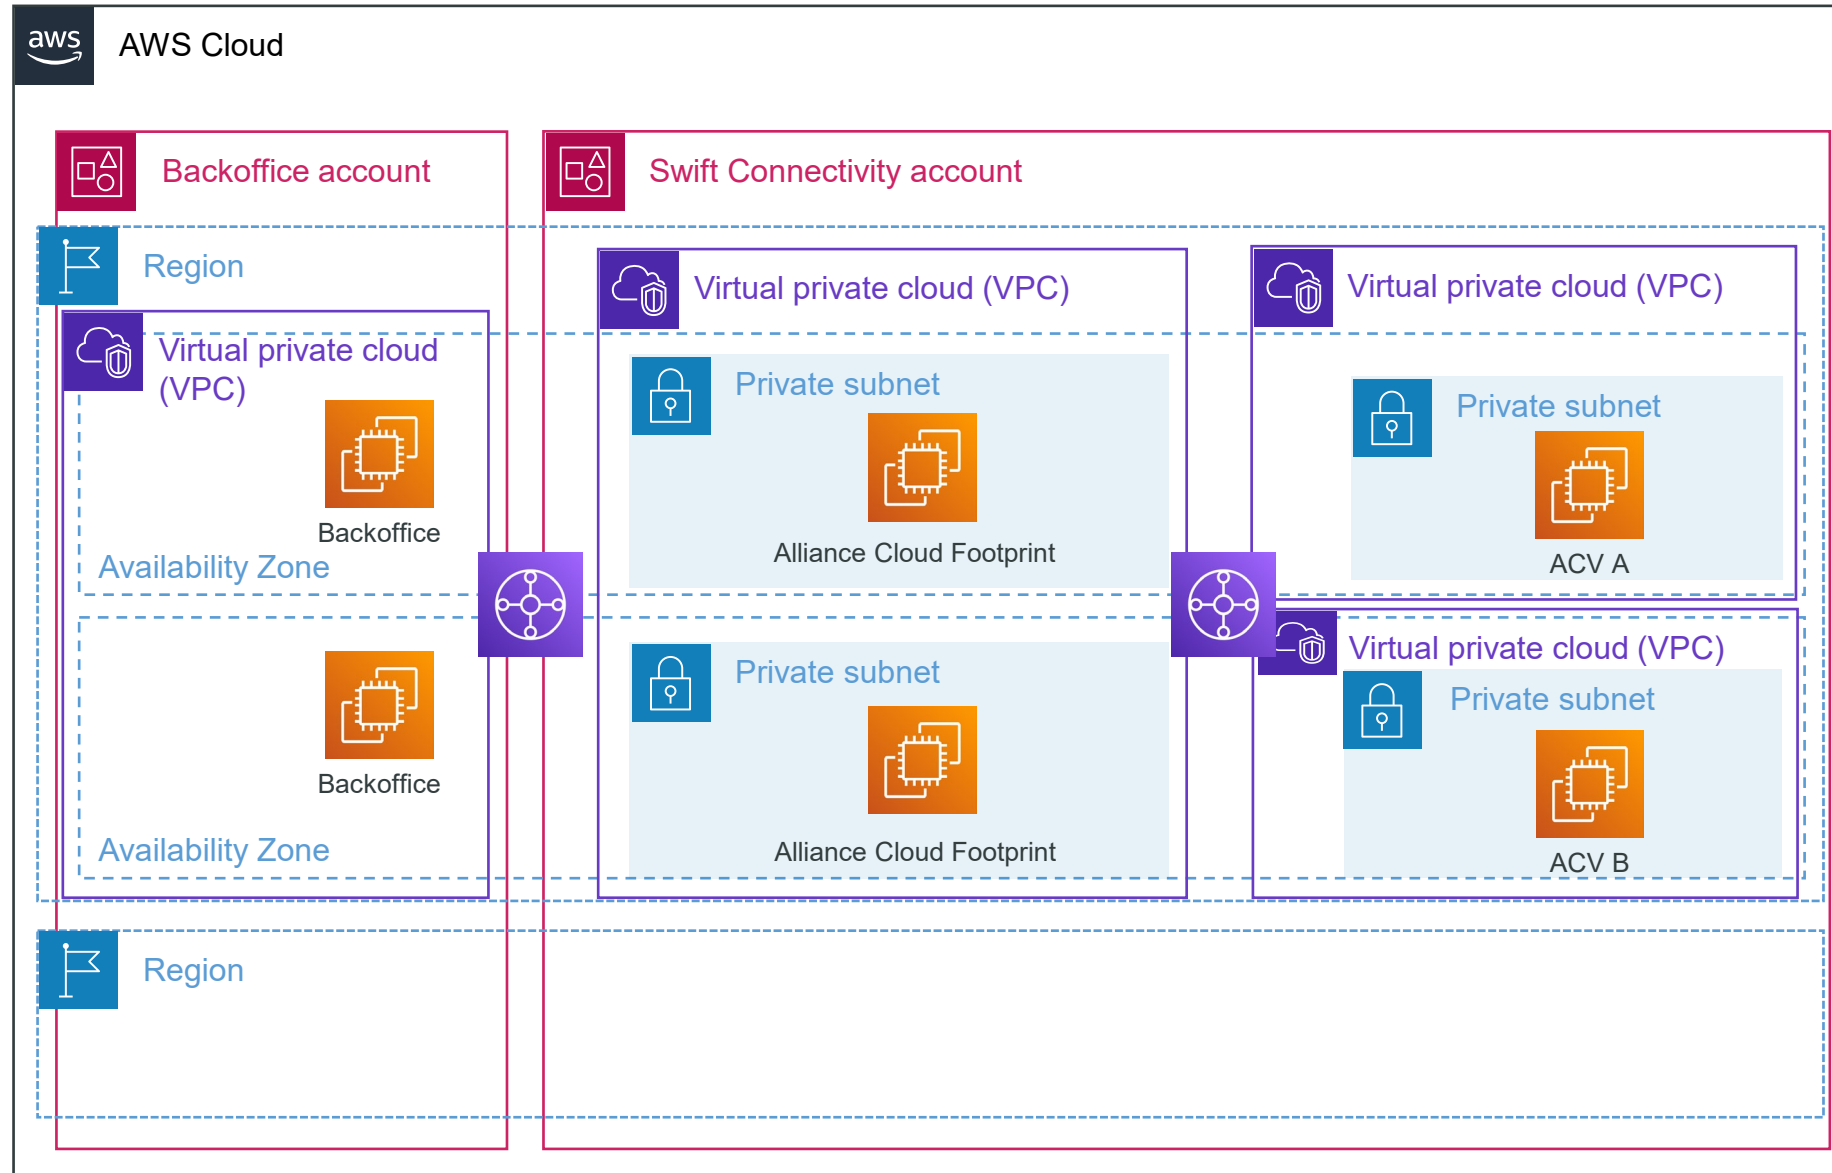 aws
AWS Cloud
Backoffice account
Swift Connectivity account
Region
Virtual private cloud (VPC)
Virtual private cloud (VPC)
Virtual private cloud
(VPC)
Private subnet
Private subnet
Backoffice
Alliance Cloud Footprint
ACV A
Availability Zone
Virtual private cloud (VPC)
Private subnet
Private subnet
Backoffice
Alliance Cloud Footprint
ACV B
Availability Zone
Region